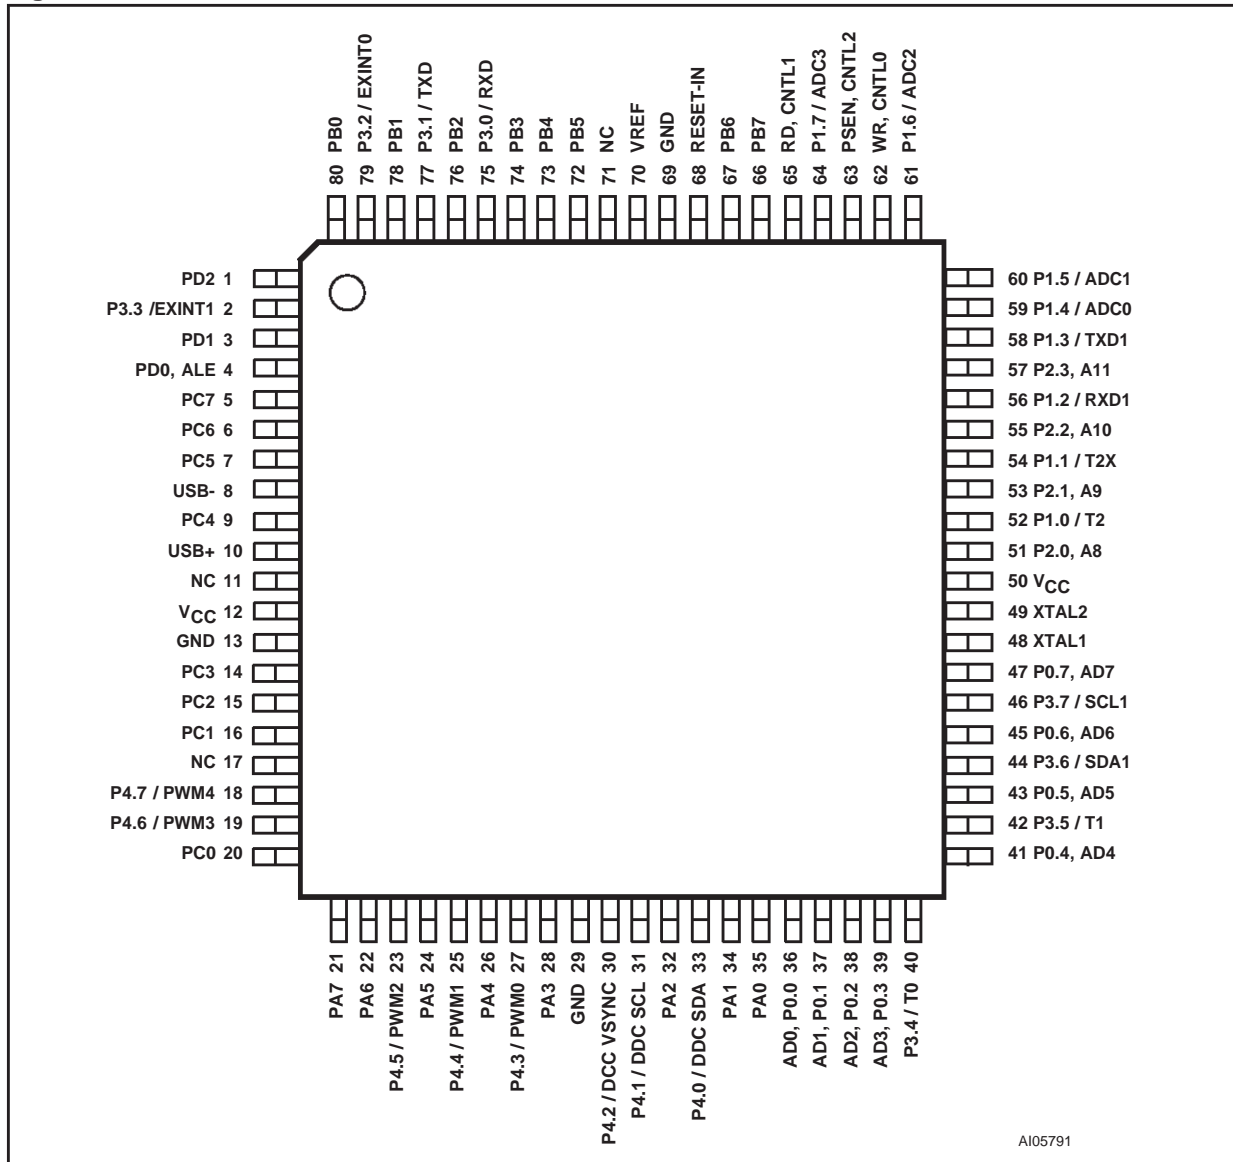 80 PB0
79 P3.2 / EXINT0
78 PB1
77 P3.1 / TXD
76 PB2
75 P3.0 / RXD
74 PB3
73 PB4
72 PB5
71 NC
70 VREF
69 GND
68 RESET-IN
67 PB6
66 PB7
65 RD, CNTL1
64 P1.7 / ADC3
63 PSEN, CNTL2
62 WR, CNTL0
61 P1.6 / ADC2
PD2 1
P3.3 /EXINT1 2
PD1 3
PD0, ALE 4
PC7 5
PC6 6
PC5 7
USB- 8
PC4 9
USB+ 10
NC 11
VCC 12
GND 13
PC3 14
PC2 15
PC1 16
NC 17
P4.7 / PWM4 18
P4.6 / PWM3 19
PC0 20
60 P1.5 / ADC1
59 P1.4 / ADC0
58 P1.3 / TXD1
57 P2.3, A11
56 P1.2 / RXD1
55 P2.2, A10
54 P1.1 / T2X
53 P2.1, A9
52 P1.0 / T2
51 P2.0, A8
50 VCC
49 XTAL2
48 XTAL1
47 P0.7, AD7
46 P3.7 / SCL1
45 P0.6, AD6
44 P3.6 / SDA1
43 P0.5, AD5
42 P3.5 / T1
41 P0.4, AD4
PA7 21
PA6 22
P4.5 / PWM2 23
PA5 24
P4.4 / PWM1 25
PA4 26
P4.3 / PWM0 27
PA3 28
GND 29
P4.2 / DCC VSYNC 30
P4.1 / DDC SCL 31
PA2 32
P4.0 / DDC SDA 33
PA1 34
PA0 35
AD0, P0.0 36
AD1, P0.1 37
AD2, P0.2 38
AD3, P0.3 39
P3.4 / T0 40
AI05791